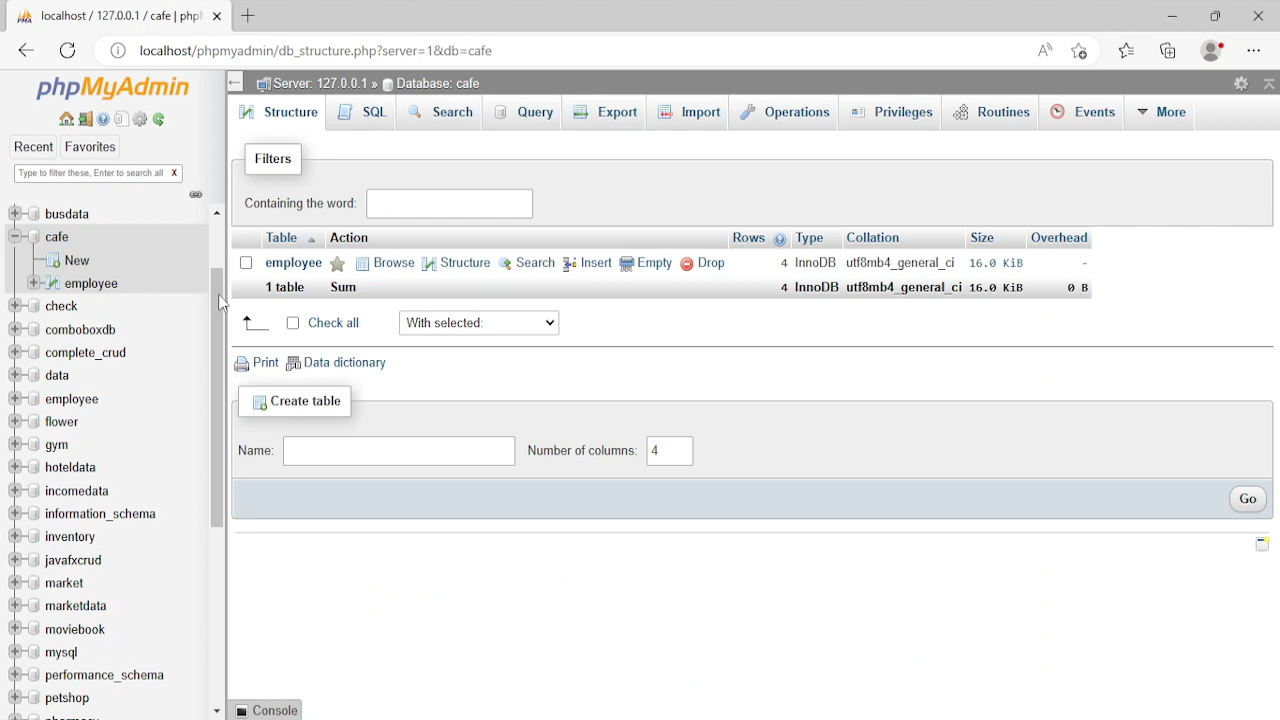 localhost / 127.0.0.1 / cafe | php
localhost/phpmyadmin/db_structure.php?server=1&db=cafe
phpMyAdmin
Recent Favorites
Type to filter these, Enter to search all X
busdata
cafe
New
employee
check
comboboxdb
complete_crud
data
employee
flower
gym
hoteldata
incomedata
information_schema
inventory
javafxcrud
market
marketdata
moviebook
mysql
performance_schema
petshop
Server: 127.0.0.1 » Database: cafe
Structure SQL Search Query Export Import Operations Privileges Routines Events More
Filters
Containing the word:
Table Action Rows Type Collation Size Overhead
employee Browse Structure Search Insert Empty Drop 4 InnoDB utf8mb4_general_ci 16.0 KiB -
1 table Sum 4 InnoDB utf8mb4_general_ci 16.0 KiB 0 B
Check all With selected:
Print Data dictionary
Create table
Name: Number of columns: 4
Go
Console